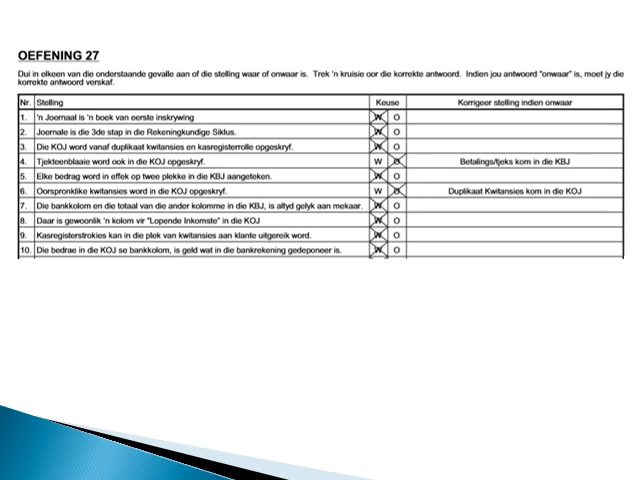 OEFENING 27
Dui in elkeen van die onderstaande gevalle aan of die stelling waar of onwaar is. Trek 'n kruisie oor die korrekte antwoord. Indien jou antwoord "onwaar" is, moet jy die
korrekte antwoord verskaf.
Nr. Stelling Keuse Korrigeer stelling indien onwaar
1. 'n Joernaal is 'n boek van eerste inskrywing W O
2. Joernale is die 3de stap in die Rekeningkundige Siklus. W O
3. Die KOJ word vanaf duplikaat kwitansies en kasregisterrolle opgeskryf. W O
4. Tjekteenblaaie word ook in die KOJ opgeskryf. W O Betalings/tjeks kom in die KBJ
5. Elke bedrag word in effek op twee plekke in die KBJ aangeteken. W O
6. Oorspronklike kwitansies word in die KOJ opgeskryf. W O Duplikaat Kwitansies kom in die KOJ
7. Die bankkolom en die totaal van die ander kolomme in die KBJ, is altyd gelyk aan mekaar. W O
8. Daar is gewoonlik 'n kolom vir "Lopende Inkomste" in die KOJ W O
9. Kasregisterstrokies kan in die plek van kwitansies aan klante uitgereik word. W O
10. Die bedrae in die KOJ se bankkolom, is geld wat in die bankrekening gedeponeer is. W O